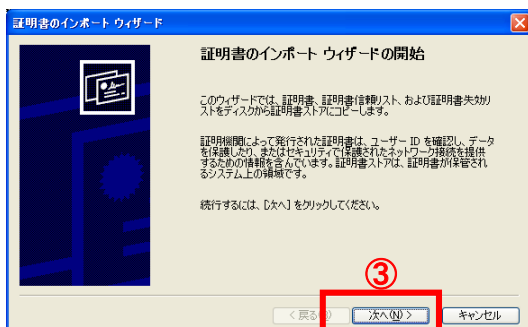 証明書のインポート ウィザード
証明書のインポート ウィザードの開始
このウィザードでは、証明書、証明書信頼リスト、および証明書失効リ
ストをディスクから証明書ストアにコピーします。
証明機関によって発行された証明書は、ユーザー ID を確認し、データ
を保護したり、またはセキュリティで保護されたネットワーク接続を提供
するための情報を含んでいます。証明書ストアは、証明書が保管され
るシステム上の領域です。
続行するには、[次へ] をクリックしてください。
③
< 戻る
次へ(N) >
キャンセル